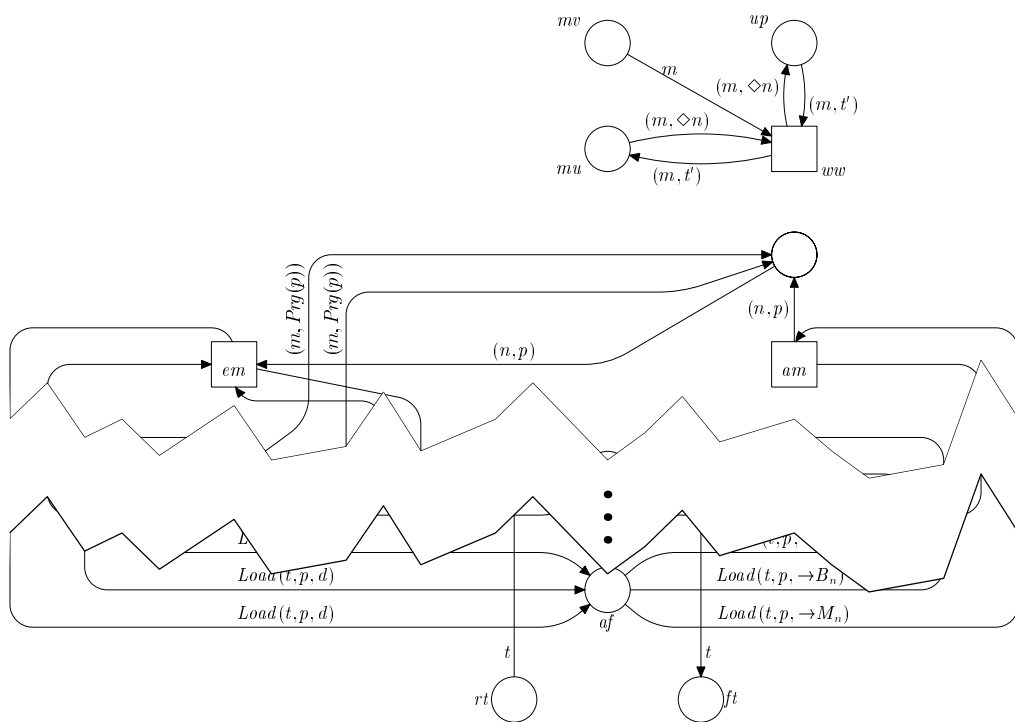 mv
up
m
(m, ◇n)
(m, t′)
(m, ◇n)
mu
(m, t′)
ww
(m, Prg(p))
(m, Prg(p))
(n, p)
(n, p)
em
am
Load(t, p, d)
Load(t, p, →B_n)
Load(t, p, d)
Load(t, p, →M_n)
af
t
t
rt
ft